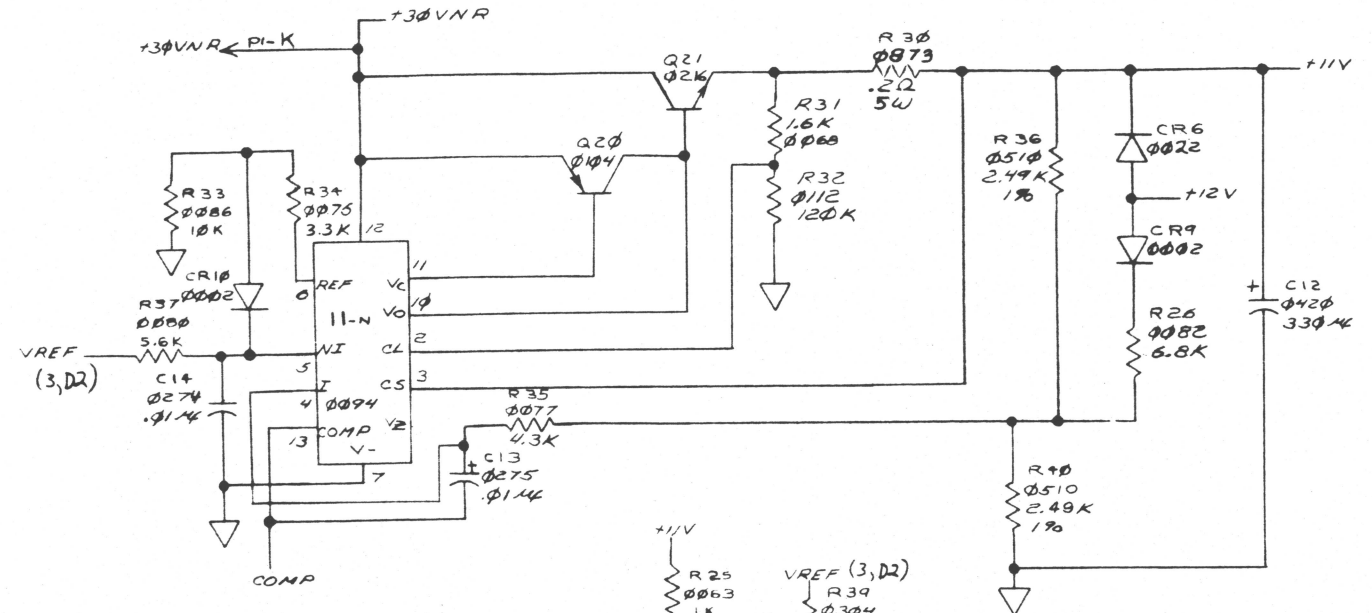 +30VNR
+30VNR P1-K
Q21
Ø216
R30
Ø873
.2Ω
5W
+11V
R31
1.6K
ØØ68
R36
Ø51Ø
2.49K
1%
CR6
ØØ22
Q2Ø
Ø1Ø4
R32
Ø112
12ØK
+12V
R33
ØØ86
1ØK
R34
ØØ75
3.3K
12
CR9
ØØØ2
CR1Ø
ØØØ2
REF
11
VC
1Ø
VO
11-N
C12
Ø42Ø
33Øμf
R37
ØØ8Ø
5.6K
R26
ØØ82
6.8K
VREF
(3,D2)
NI
5
CL
2
C14
Ø274
.Ø1μf
I
4
CS
3
ØØ94
R35
ØØ77
4.3K
13
COMP
VZ
V-
7
C13
Ø275
.Ø1μf
R4Ø
Ø510
2.49K
1%
COMP
+11V
R25
ØØ63
1K
VREF (3,D2)
R39
Ø304